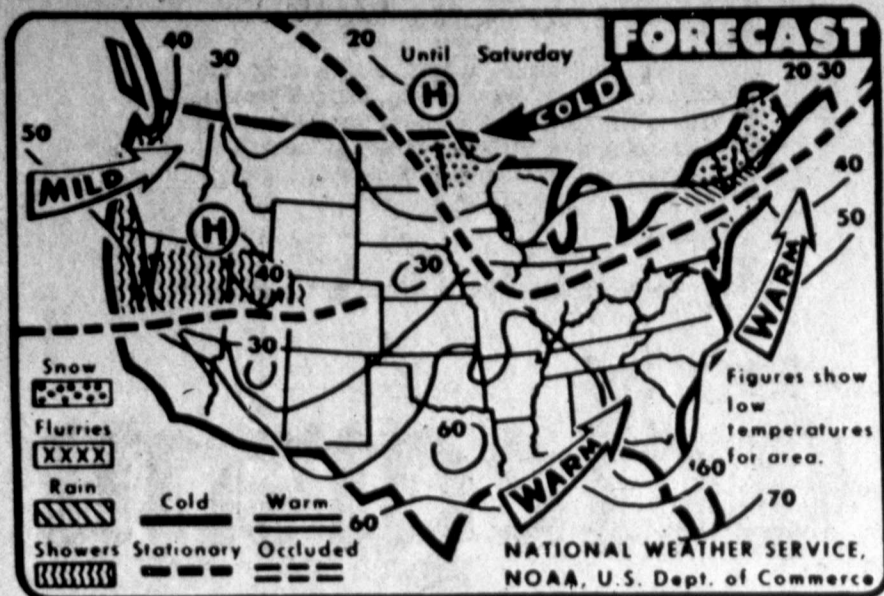 FORECAST
Until Saturday
40
30
20
H
COLD
20 30
50
MILD
40
50
H
40
30
WARM
30
Snow
Flurries
XXXX
Rain
Showers
Cold
Warm
Stationary
Occluded
60
WARM
60
60
70
Figures show
low
temperatures
for area.
NATIONAL WEATHER SERVICE,
NOAA, U.S. Dept. of Commerce